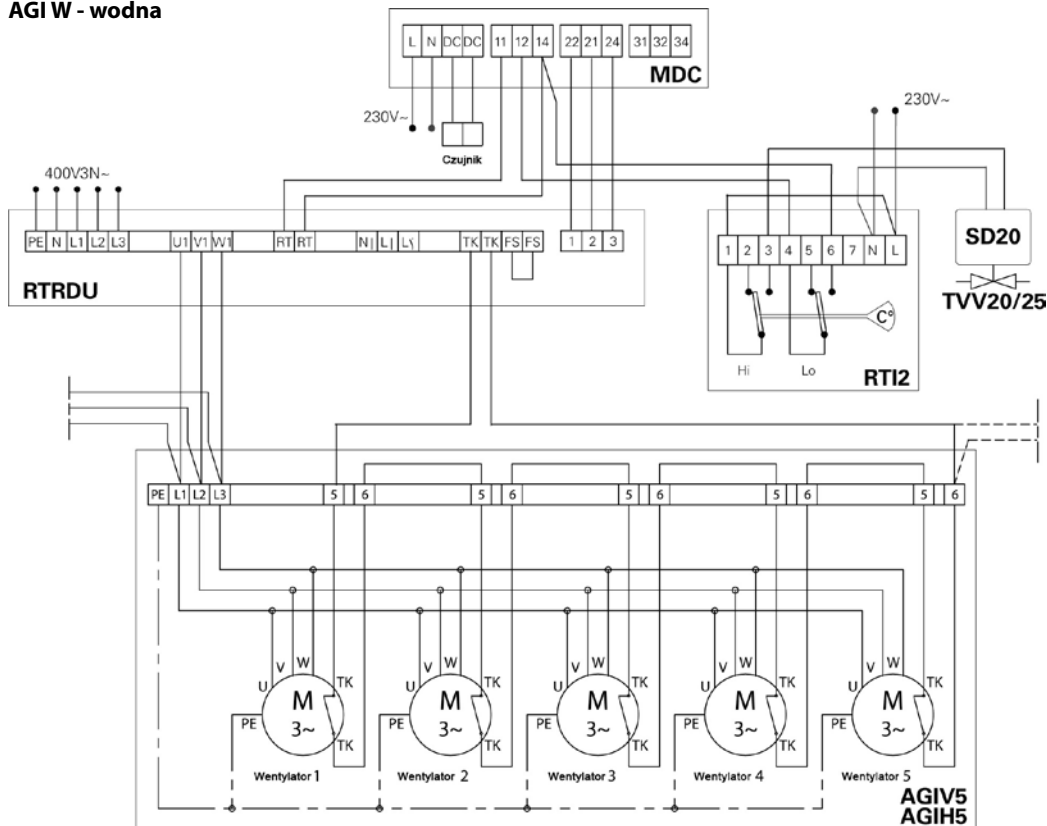 AGI W - wodna
L N DC DC 11 12 14 22 21 24 31 32 34
MDC
230V~
Czujnik
230V~
400V3N~
PE N L1 L2 L3 U1 V1 W1 RT RT N L L TK TK FS FS 1 2 3
RTRDU
1 2 3 4 5 6 7 N L
C°
Hi Lo
RTI2
SD20
TVV20/25
PE L1 L2 L3 5 6 5 6 5 6 5 6 5 6
U V W TK U V W TK U V W TK U V W TK U V W TK
M M M M M
3~ 3~ 3~ 3~ 3~
PE PE PE PE PE
TK TK TK TK TK
Wentylator 1 Wentylator 2 Wentylator 3 Wentylator 4 Wentylator 5
AGIV5
AGIH5